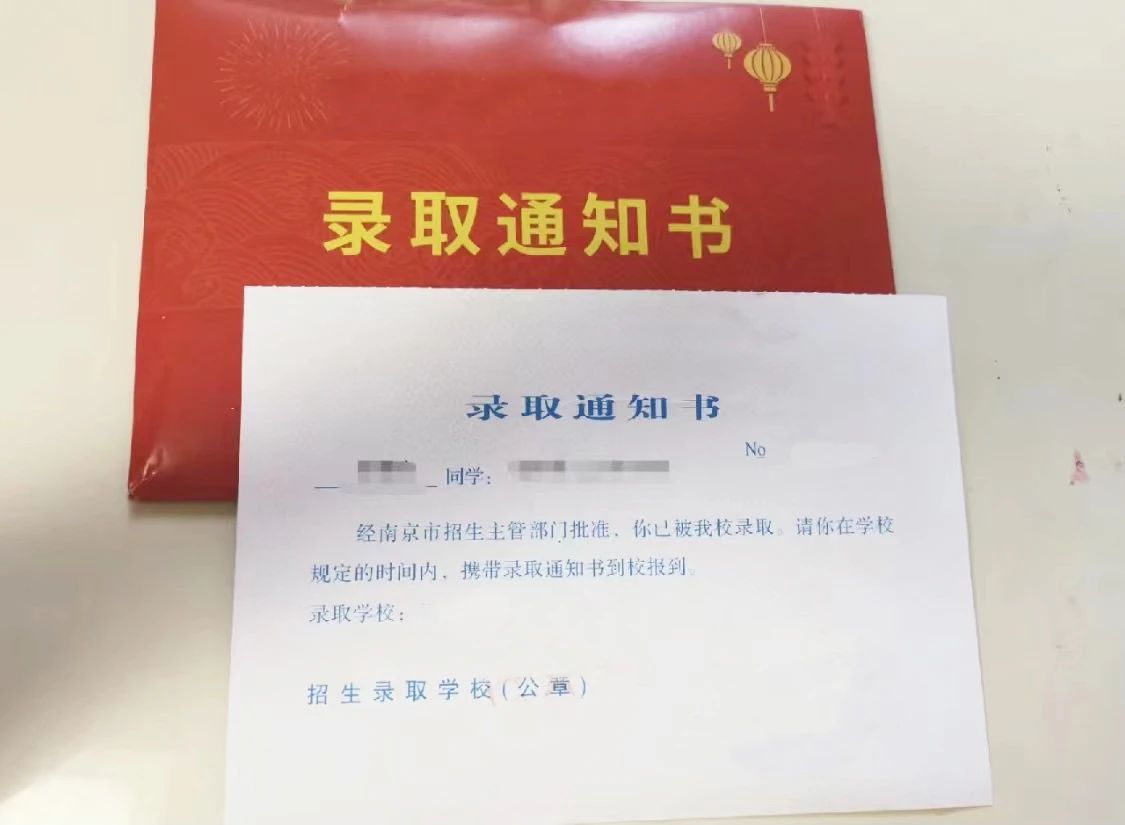 录取通知书
录取通知书
No
同学：
经南京市招生主管部门批准，你已被我校录取。请你在学校
规定的时间内，携带录取通知书到校报到。
录取学校：
招生录取学校(公章)